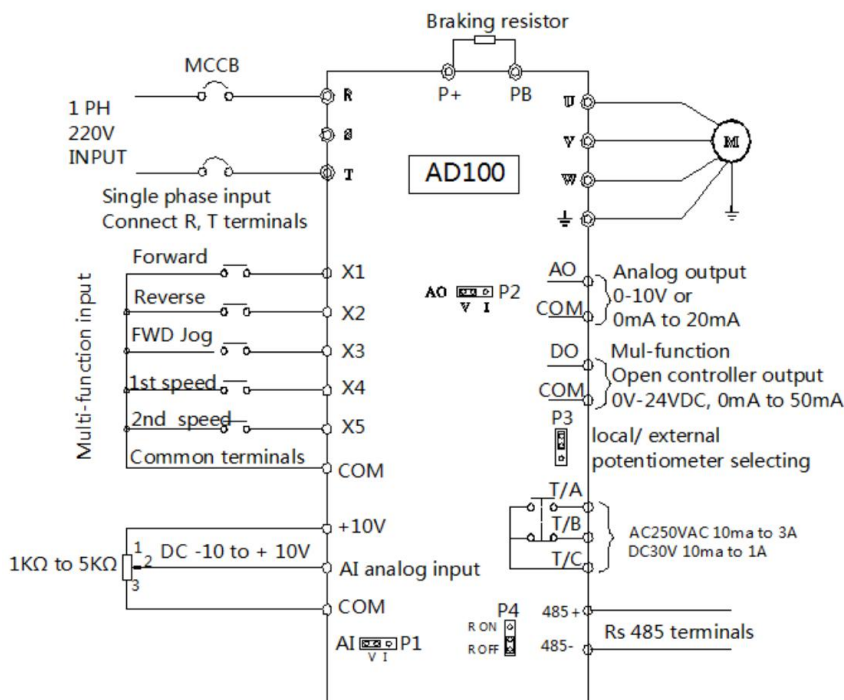 Braking resistor
MCCB
P+ PB
R
1 PH
220V
INPUT
S
T
U
V
W
M
AD100
Single phase input
Connect R, T terminals
Multi-function input
Forward
X1
Reverse
X2
FWD Jog
X3
1st speed
X4
2nd speed
X5
Common terminals
COM
AO P2
V I
AO
COM
Analog output
0-10V or
0mA to 20mA
DO
COM
Mul-function
Open controller output
0V-24VDC, 0mA to 50mA
P3
local/ external
potentiometer selecting
T/A
T/B
T/C
AC250VAC 10ma to 3A
DC30V 10ma to 1A
+10V
1KΩ to 5KΩ
1
2
3
DC -10 to + 10V
AI analog input
COM
AI P1
V I
P4
R ON
R OFF
485+
485-
Rs 485 terminals